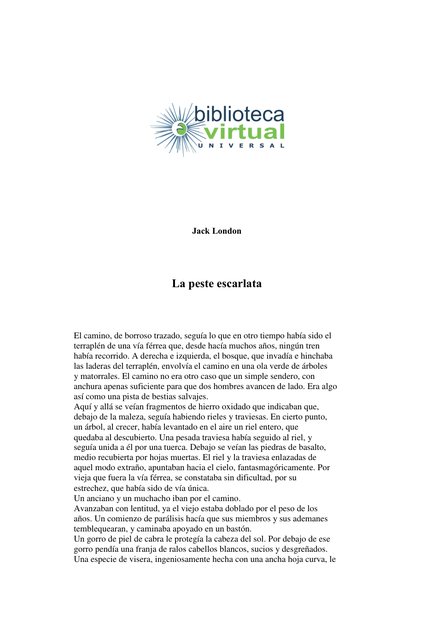 biblioteca
virtual
UNIVERSAL
Jack London
La peste escarlata
El camino, de borroso trazado, seguía lo que en otro tiempo había sido el
terraplén de una vía férrea que, desde hacía muchos años, ningún tren
había recorrido. A derecha e izquierda, el bosque, que invadía e hinchaba
las laderas del terraplén, envolvía el camino en una ola verde de árboles
y matorrales. El camino no era otro caso que un simple sendero, con
anchura apenas suficiente para que dos hombres avancen de lado. Era algo
así como una pista de bestias salvajes.
Aquí y allá se veían fragmentos de hierro oxidado que indicaban que,
debajo de la maleza, seguía habiendo rieles y traviesas. En cierto punto,
un árbol, al crecer, había levantado en el aire un riel entero, que
quedaba al descubierto. Una pesada traviesa había seguido al riel, y
seguía unida a él por una tuerca. Debajo se veían las piedras de balasto,
medio recubierta por hojas muertas. El riel y la traviesa enlazadas de
aquel modo extraño, apuntaban hacia el cielo, fantasmagóricamente. Por
vieja que fuera la vía férrea, se constataba sin dificultad, por su
estrechez, que había sido de vía única.
Un anciano y un muchacho iban por el camino.
Avanzaban con lentitud, ya el viejo estaba doblado por el peso de los
años. Un comienzo de parálisis hacía que sus miembros y sus ademanes
temblequearan, y caminaba apoyado en un bastón.
Un gorro de piel de cabra le protegía la cabeza del sol. Por debajo de ese
gorro pendía una franja de ralos cabellos blancos, sucios y desgreñados.
Una especie de visera, ingeniosamente hecha con una ancha hoja curva, le